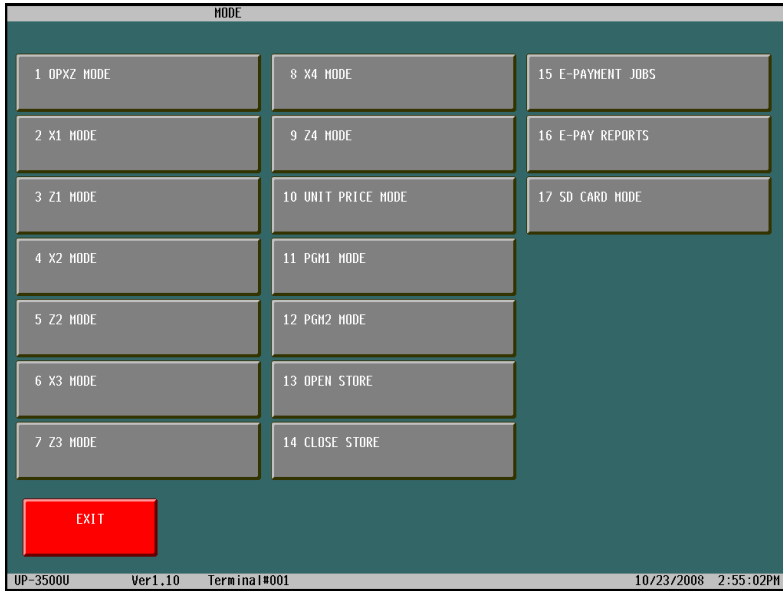 MODE
1 OPXZ MODE
2 X1 MODE
3 Z1 MODE
4 X2 MODE
5 Z2 MODE
6 X3 MODE
7 Z3 MODE
8 X4 MODE
9 Z4 MODE
10 UNIT PRICE MODE
11 PGM1 MODE
12 PGM2 MODE
13 OPEN STORE
14 CLOSE STORE
15 E-PAYMENT JOBS
16 E-PAY REPORTS
17 SD CARD MODE
EXIT
UP-3500U Ver1.10 Terminal#001 10/23/2008 2:55:02PM